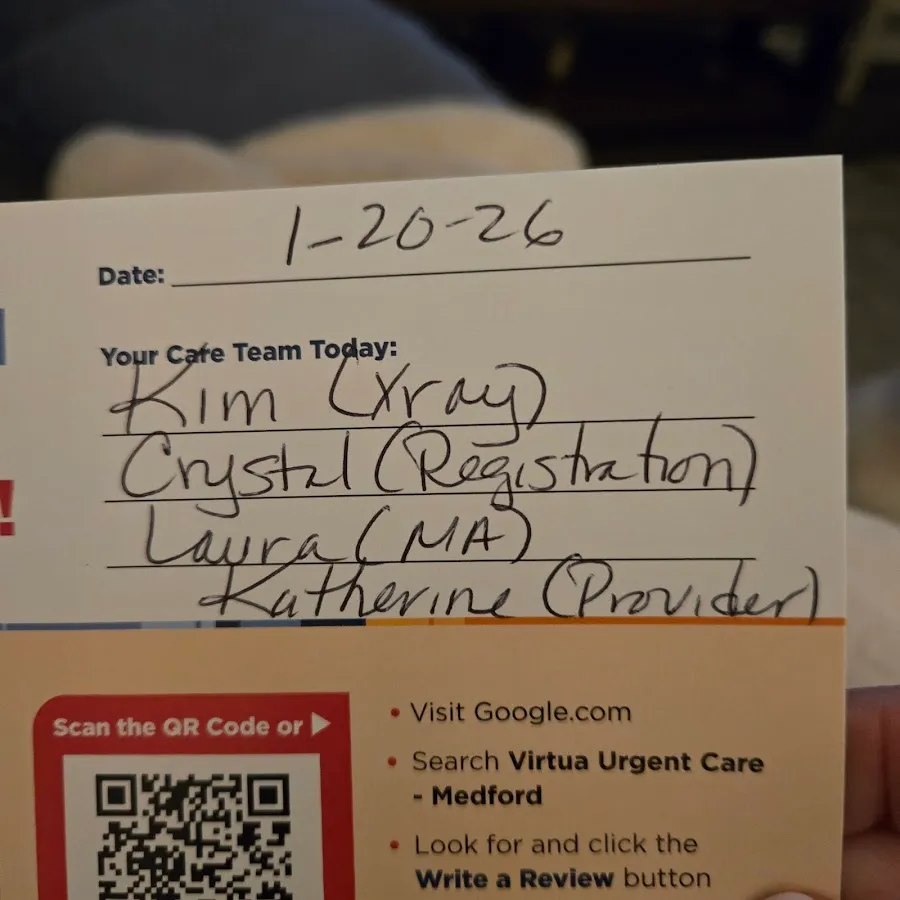 1-20-26
Date:
Your Care Team Today:
Kim (Xray)
Crystal (Registration)
Laura (MA)
Katherine (Provider)
!
Scan the QR Code or ▶
• Visit Google.com
• Search Virtua Urgent Care
- Medford
• Look for and click the
Write a Review button